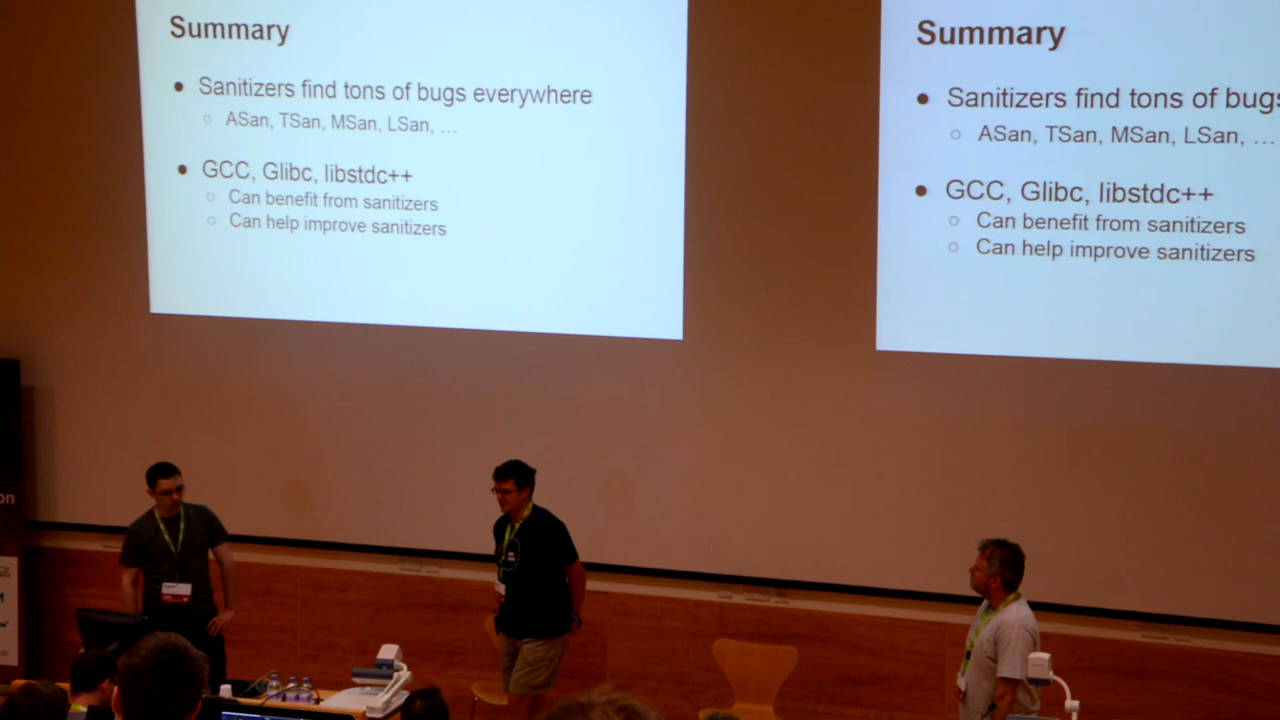 Summary
● Sanitizers find tons of bugs everywhere
○ ASan, TSan, MSan, LSan, …
● GCC, Glibc, libstdc++
○ Can benefit from sanitizers
○ Can help improve sanitizers
Summary
● Sanitizers find tons of bugs
○ ASan, TSan, MSan, LSan, …
● GCC, Glibc, libstdc++
○ Can benefit from sanitizers
○ Can help improve sanitizers
on